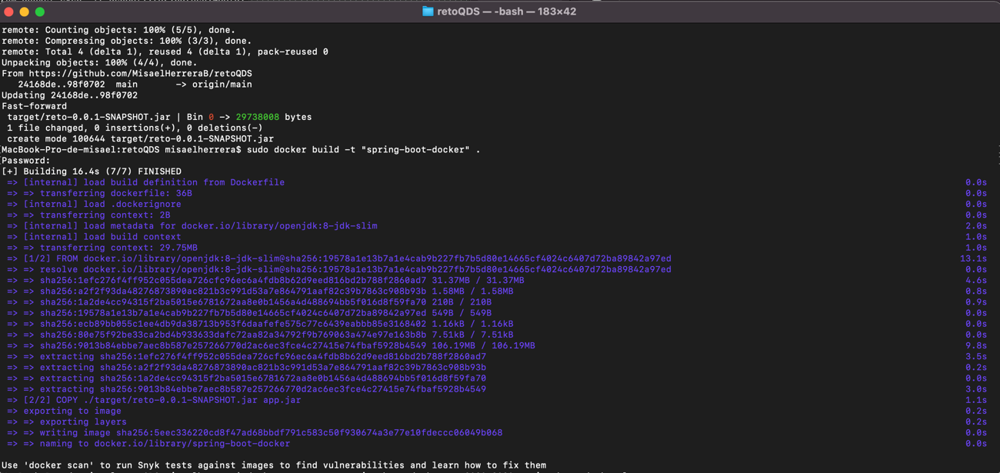 retoQDS — -bash — 183×42
remote: Counting objects: 100% (5/5), done.
remote: Compressing objects: 100% (3/3), done.
remote: Total 4 (delta 1), reused 4 (delta 1), pack-reused 0
Unpacking objects: 100% (4/4), done.
From https://github.com/MisaelHerreraB/retoQDS
   24168de..98f0702  main       -> origin/main
Updating 24168de..98f0702
Fast-forward
 target/reto-0.0.1-SNAPSHOT.jar | Bin 0 -> 29738008 bytes
 1 file changed, 0 insertions(+), 0 deletions(-)
 create mode 100644 target/reto-0.0.1-SNAPSHOT.jar
[MacBook-Pro-de-misael:retoQDS misaelherrera$ sudo docker build -t "spring-boot-docker" .
[Password:
[+] Building 16.4s (7/7) FINISHED
 => [internal] load build definition from Dockerfile 0.0s
 => => transferring dockerfile: 36B 0.0s
 => [internal] load .dockerignore 0.0s
 => => transferring context: 2B 0.0s
 => [internal] load metadata for docker.io/library/openjdk:8-jdk-slim 2.0s
 => [internal] load build context 1.0s
 => => transferring context: 29.75MB 1.0s
 => [1/2] FROM docker.io/library/openjdk:8-jdk-slim@sha256:19578a1e13b7a1e4cab9b227fb7b5d80e14665cf4024c6407d72ba89842a97ed 13.1s
 => => resolve docker.io/library/openjdk:8-jdk-slim@sha256:19578a1e13b7a1e4cab9b227fb7b5d80e14665cf4024c6407d72ba89842a97ed 0.0s
 => => sha256:1efc276f4ff952c055dea726cfc96ec6a4fdb8b62d9eed816bd2b788f2860ad7 31.37MB / 31.37MB 4.6s
 => => sha256:a2f2f93da48276873890ac821b3c991d53a7e864791aaf82c39b7863c908b93b 1.58MB / 1.58MB 0.8s
 => => sha256:1a2de4cc94315f2ba5015e6781672aa8e0b1456a4d488694bb5f016d8f59fa70 210B / 210B 0.9s
 => => sha256:19578a1e13b7a1e4cab9b227fb7b5d80e14665cf4024c6407d72ba89842a97ed 549B / 549B 0.0s
 => => sha256:ecb89bb055c1ee4db9da38713b953f6daafefe575c77c6439eabbb85e3168402 1.16kB / 1.16kB 0.0s
 => => sha256:80e75f92be33ca2bd4b933633dafc72aa82a34792f9b769063a474e97e163b8b 7.51kB / 7.51kB 0.0s
 => => sha256:9013b84ebbe7aec8b587e257266770d2ac6ec3fce4c27415e74fbaf5928b4549 106.19MB / 106.19MB 9.8s
 => => extracting sha256:1efc276f4ff952c055dea726cfc96ec6a4fdb8b62d9eed816bd2b788f2860ad7 3.5s
 => => extracting sha256:a2f2f93da48276873890ac821b3c991d53a7e864791aaf82c39b7863c908b93b 0.2s
 => => extracting sha256:1a2de4cc94315f2ba5015e6781672aa8e0b1456a4d488694bb5f016d8f59fa70 0.0s
 => => extracting sha256:9013b84ebbe7aec8b587e257266770d2ac6ec3fce4c27415e74fbaf5928b4549 3.0s
 => [2/2] COPY ./target/reto-0.0.1-SNAPSHOT.jar app.jar 1.1s
 => exporting to image 0.2s
 => => exporting layers 0.2s
 => => writing image sha256:5eec336220cd8f47ad68bbdf791c583c50f930674a3e77e10fdeccc06049b068 0.0s
 => => naming to docker.io/library/spring-boot-docker 0.0s
Use 'docker scan' to run Snyk tests against images to find vulnerabilities and learn how to fix them